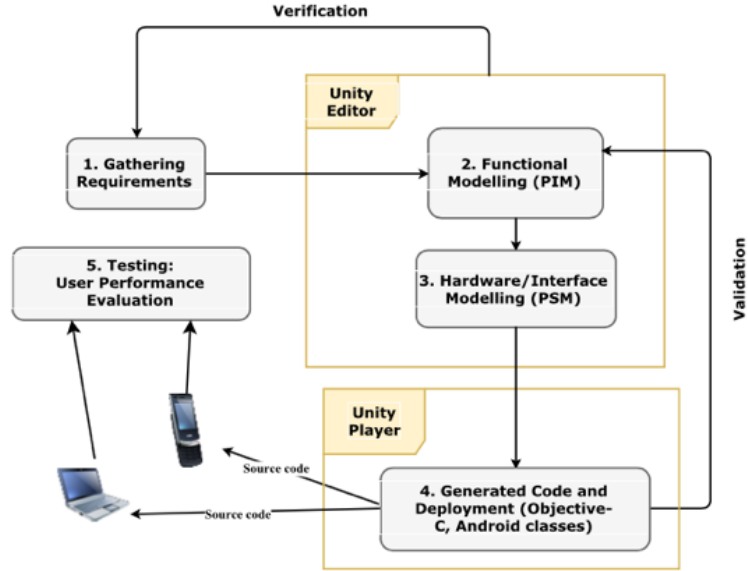 Verification
Unity
Editor
1. Gathering
Requirements
2. Functional
Modelling (PIM)
5. Testing:
User Performance
Evaluation
3. Hardware/Interface
Modelling (PSM)
Validation
Unity
Player
Source code
Source code
4. Generated Code and
Deployment (Objective-
C, Android classes)